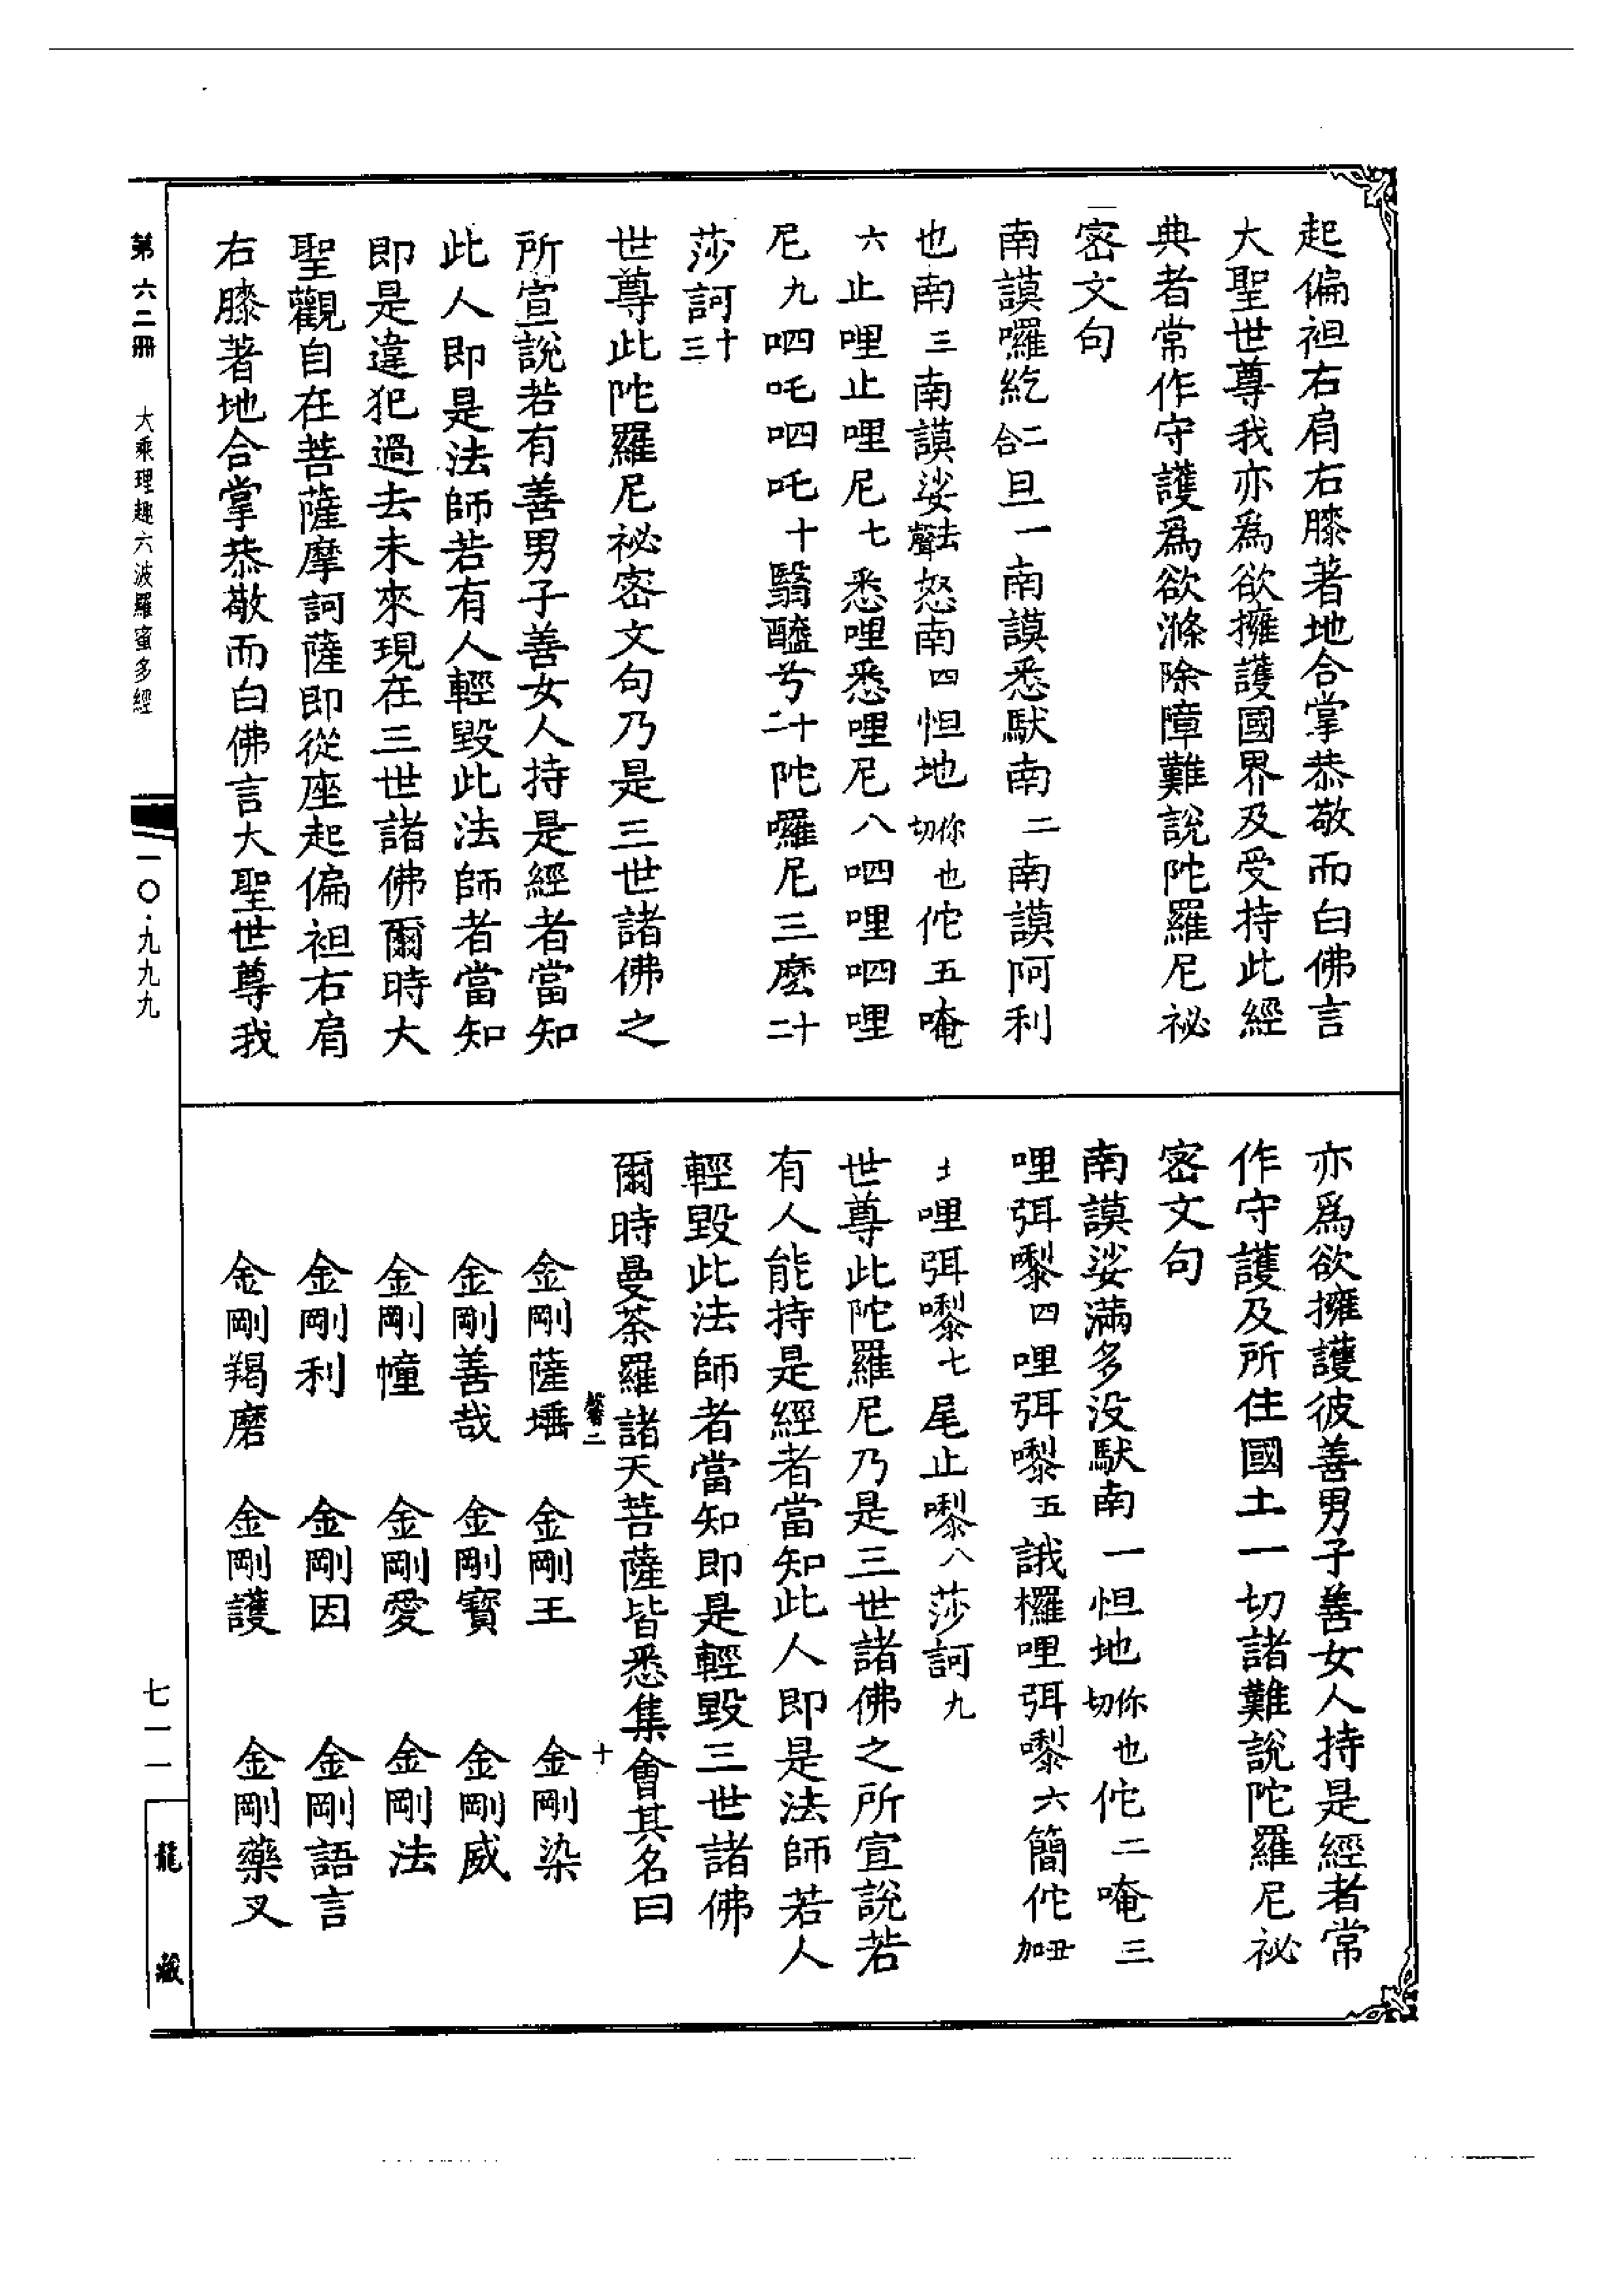 起偏袒右肩右膝著地合掌恭敬而白佛言
大聖世尊我亦爲欲擁護國界及受持此經
典者常作守護爲欲滌除障難說陀羅尼祕
密文句
南謨囉紇二合旦一南謨悉馱南二南謨阿利
也南三南謨娑去聲怒南四怛地你也切也佗五唵
六止哩止哩尼七悉哩悉哩尼八呬哩呬哩
尼九呬吒呬吒十翳醯兮十二陀囉尼三麽十二
莎訶十三
世尊此陀羅尼祕密文句乃是三世諸佛之
所宣說若有善男子善女人持是經者當知
此人即是法師若有人輕毀此法師者當知
即是違犯過去未來現在三世諸佛爾時大
聖觀自在菩薩摩訶薩即從座起偏袒右肩
右膝著地合掌恭敬而白佛言大聖世尊我
亦爲欲擁護彼善男子善女人持是經者常
作守護及所住國土一切諸難說陀羅尼祕
密文句
南謨娑滿多没馱南一怛地你也切也佗二唵三
哩弭㗚四哩弭㗚五誐欏哩弭㗚六簡佗丑加
土哩弭㗚七尾止㗚八莎訶九
世尊此陀羅尼乃是三世諸佛之所宣說若
有人能持是經者當知此人即是法師若人
輕毀此法師者當知即是輕毀三世諸佛
爾時曼荼羅諸天菩薩皆悉集會其名曰
馨二 十
金剛薩埵 金剛王 金剛染
金剛善哉 金剛寶 金剛威
金剛幢 金剛愛 金剛法
金剛利 金剛因 金剛語言
金剛羯磨 金剛護 金剛藥叉
第六二冊 大乘理趣六波羅蜜多經 一〇·九九九 七一一 龍藏